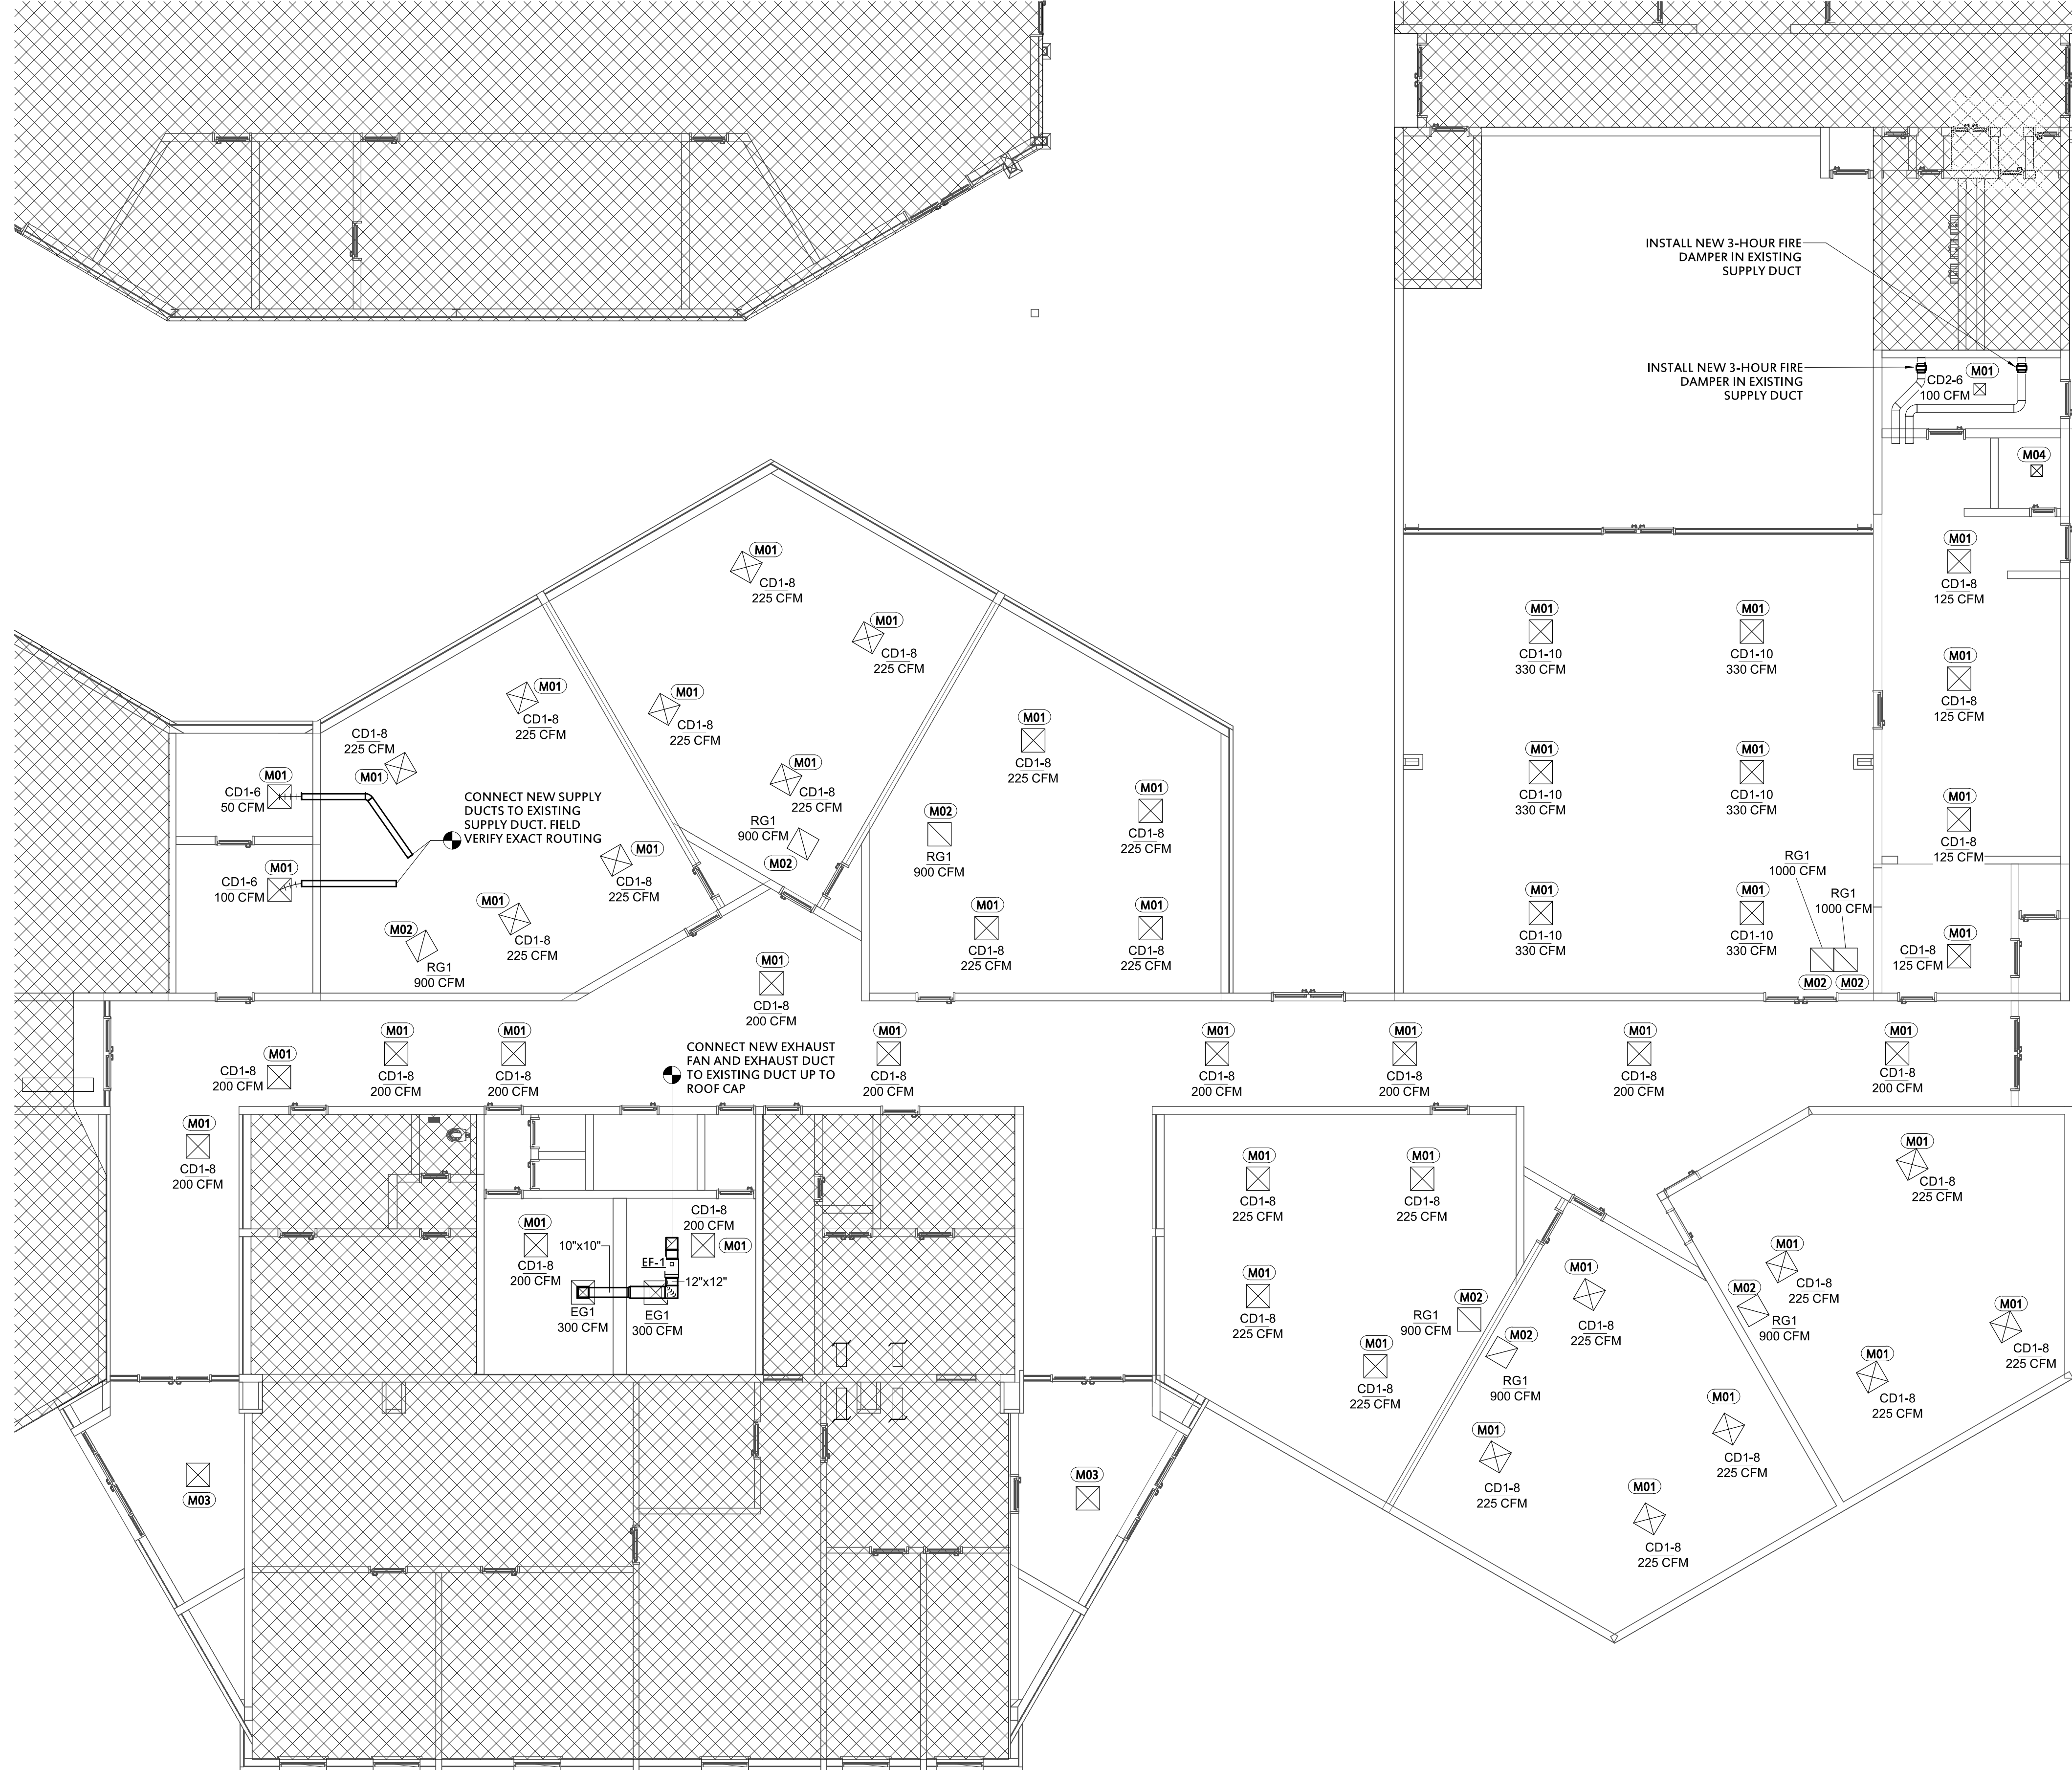 INSTALL NEW 3-HOUR FIRE
DAMPER IN EXISTING
SUPPLY DUCT
INSTALL NEW 3-HOUR FIRE
DAMPER IN EXISTING
SUPPLY DUCT
M01
CD2-6
100 CFM
M04
M01
CD1-8
125 CFM
M01
CD1-8
125 CFM
M01
CD1-8
125 CFM
M01
CD1-8
125 CFM
M01
CD1-10
330 CFM
M01
CD1-10
330 CFM
M01
CD1-10
330 CFM
M01
CD1-10
330 CFM
M01
CD1-10
330 CFM
M01
CD1-10
330 CFM
RG1
1000 CFM
RG1
1000 CFM
M02
M02
M01
CD1-8
225 CFM
M01
CD1-8
225 CFM
M01
CD1-8
225 CFM
M01
CD1-8
225 CFM
RG1
900 CFM
M02
M01
CD1-8
225 CFM
CD1-8
225 CFM
M01
M01
CD1-8
225 CFM
M01
CD1-8
225 CFM
M02
RG1
900 CFM
M01
CD1-6
50 CFM
M01
CD1-6
100 CFM
CONNECT NEW SUPPLY
DUCTS TO EXISTING
SUPPLY DUCT. FIELD
VERIFY EXACT ROUTING
M01
CD1-8
225 CFM
M01
CD1-8
225 CFM
M02
RG1
900 CFM
M01
CD1-8
225 CFM
M01
CD1-8
225 CFM
M01
CD1-8
200 CFM
M01
CD1-8
200 CFM
M01
CD1-8
200 CFM
M01
CD1-8
200 CFM
CONNECT NEW EXHAUST
FAN AND EXHAUST DUCT
TO EXISTING DUCT UP TO
ROOF CAP
M01
CD1-8
200 CFM
M01
CD1-8
200 CFM
M01
CD1-8
200 CFM
M01
CD1-8
200 CFM
M01
CD1-8
200 CFM
M01
CD1-8
200 CFM
M01
CD1-8
200 CFM
CD1-8
200 CFM
M01
10"x10"
EF-1
12"x12"
EG1
300 CFM
EG1
300 CFM
M01
CD1-8
225 CFM
M01
CD1-8
225 CFM
M01
CD1-8
225 CFM
M01
CD1-8
225 CFM
M02
RG1
900 CFM
M02
RG1
900 CFM
M01
CD1-8
225 CFM
M01
CD1-8
225 CFM
M01
CD1-8
225 CFM
M01
CD1-8
225 CFM
M01
CD1-8
225 CFM
M01
CD1-8
225 CFM
M02
RG1
900 CFM
M01
CD1-8
225 CFM
M01
CD1-8
225 CFM
M03
M03